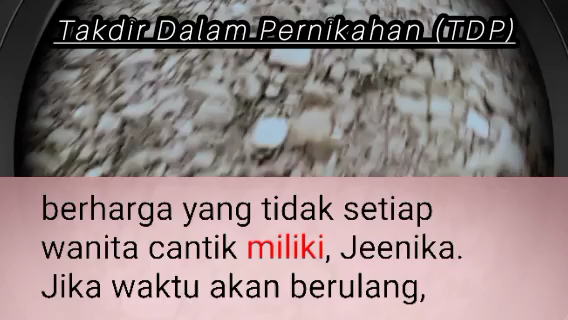 Takdir Dalam Pernikahan (TDP)
berharga yang tidak setiap
wanita cantik miliki, Jeenika.
Jika waktu akan berulang,